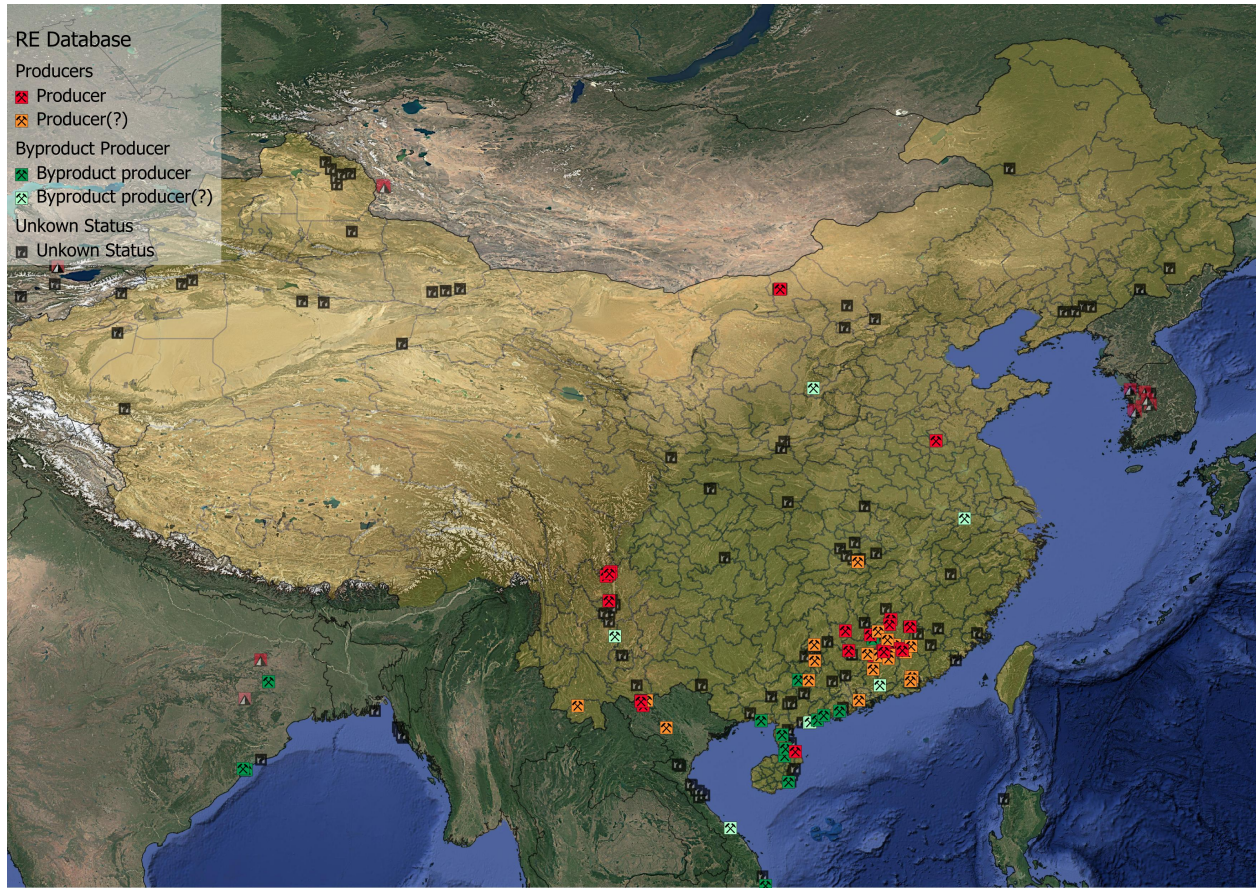 RE Database
Producers
Producer
Producer(?)
Byproduct Producer
Byproduct producer
Byproduct producer(?)
Unkown Status
Unkown Status